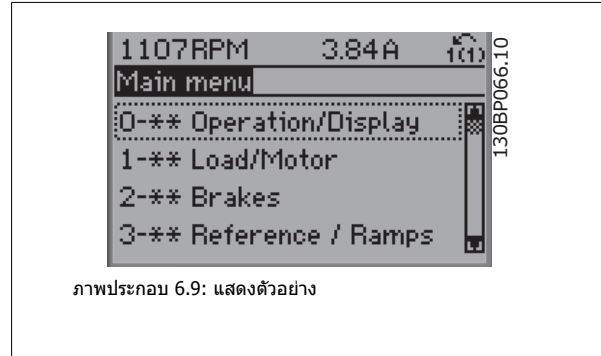 1107RPM 3.84A 1(1)
Main menu
0-** Operation/Display
1-** Load/Motor
2-** Brakes
3-** Reference / Ramps
130BP066.10
ภาพประกอบ 6.9: แสดงตัวอย่าง